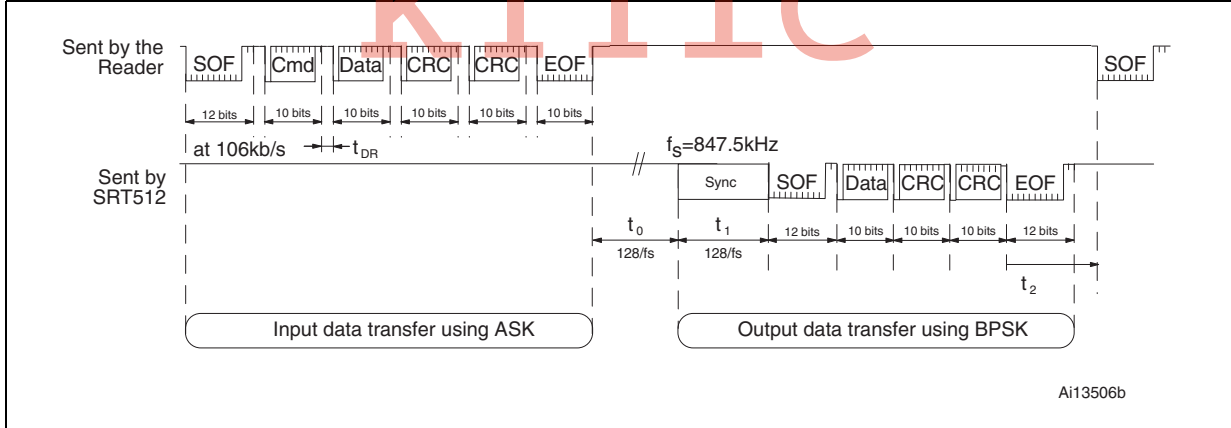 Sent by the Reader
SOF Cmd Data CRC CRC EOF SOF
12 bits 10 bits 10 bits 10 bits 10 bits 10 bits
at 106kb/s tDR fS=847.5kHz
Sent by SRT512
Sync SOF Data CRC CRC EOF
t0 t1 12 bits 10 bits 10 bits 10 bits 12 bits
128/fs 128/fs
t2
Input data transfer using ASK Output data transfer using BPSK
Ai13506b